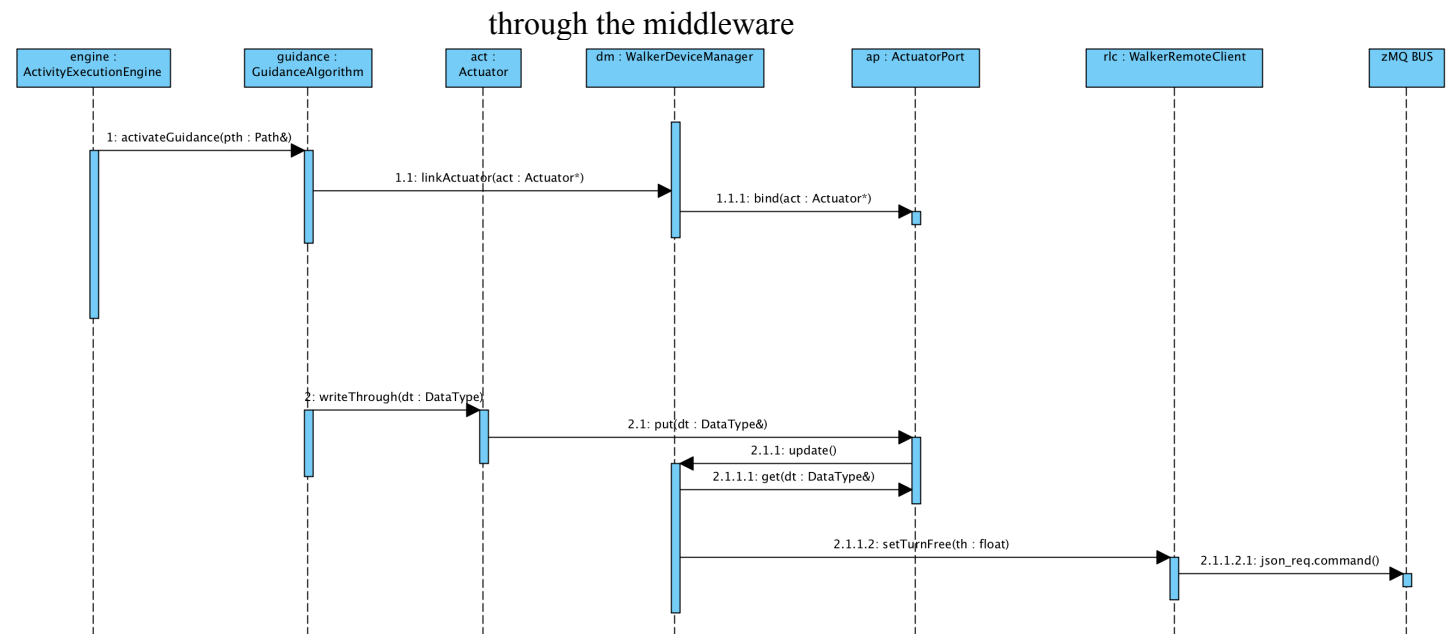 through the middleware
engine :
ActivityExecutionEngine
guidance :
GuidanceAlgorithm
act :
Actuator
dm : WalkerDeviceManager
ap : ActuatorPort
rlc : WalkerRemoteClient
zMQ BUS
1: activateGuidance(pth : Path&)
1.1: linkActuator(act : Actuator*)
1.1.1: bind(act : Actuator*)
2: writeThrough(dt : DataType)
2.1: put(dt : DataType&)
2.1.1: update()
2.1.1.1: get(dt : DataType&)
2.1.1.2: setTurnFree(th : float)
2.1.1.2.1: json_req.command()